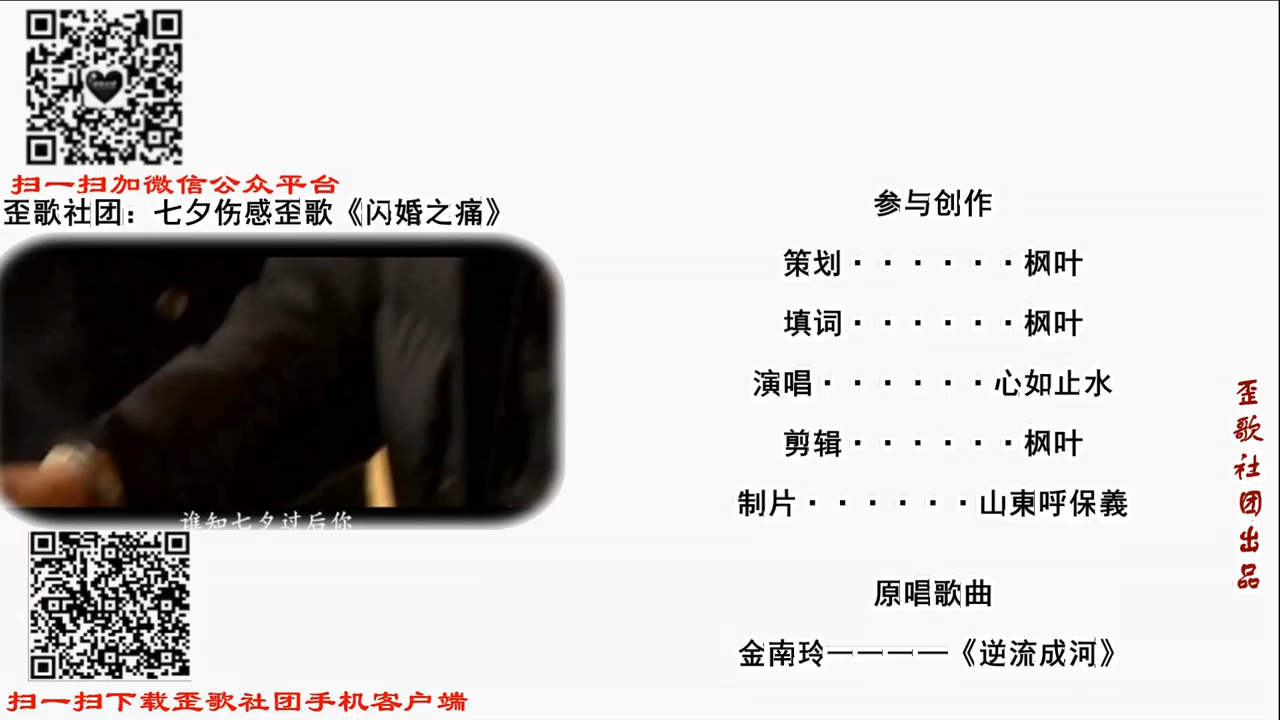 扫一扫加微信公众平台
歪歌社团：七夕伤感歪歌《闪婚之痛》
谁知七夕过后你
扫一扫下载歪歌社团手机客户端
参与创作
策划······枫叶
填词······枫叶
演唱······心如止水
剪辑······枫叶
制片······山東呼保義
原唱歌曲
金南玲————《逆流成河》
歪歌社团出品